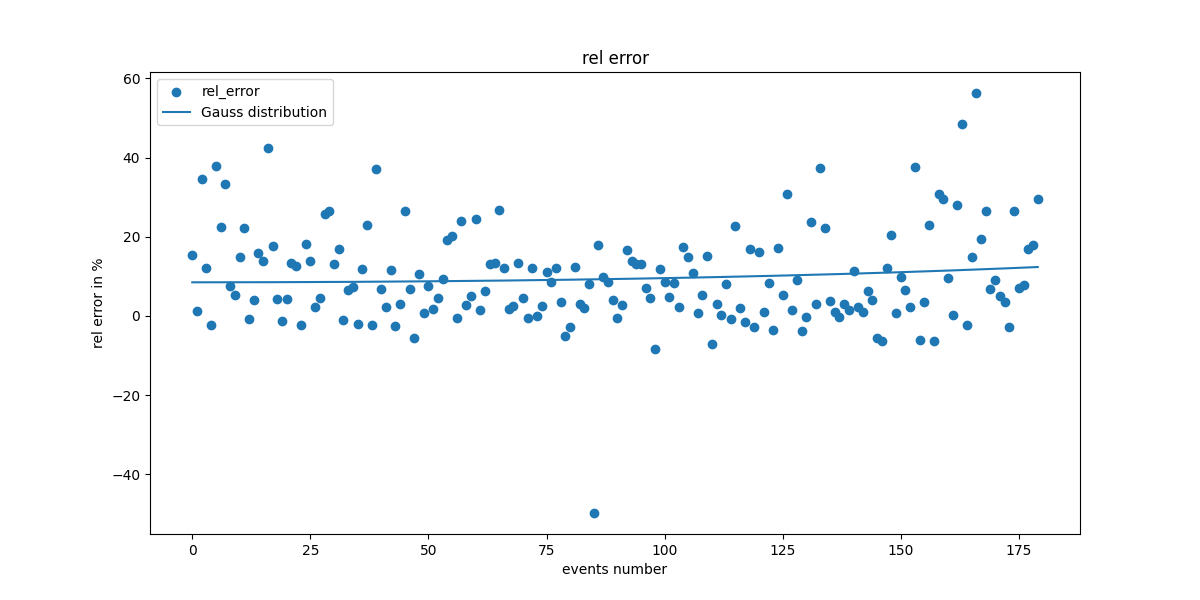 rel error
rel_error
Gauss distribution
60
40
20
0
−20
−40
rel error in %
0 25 50 75 100 125 150 175
events number